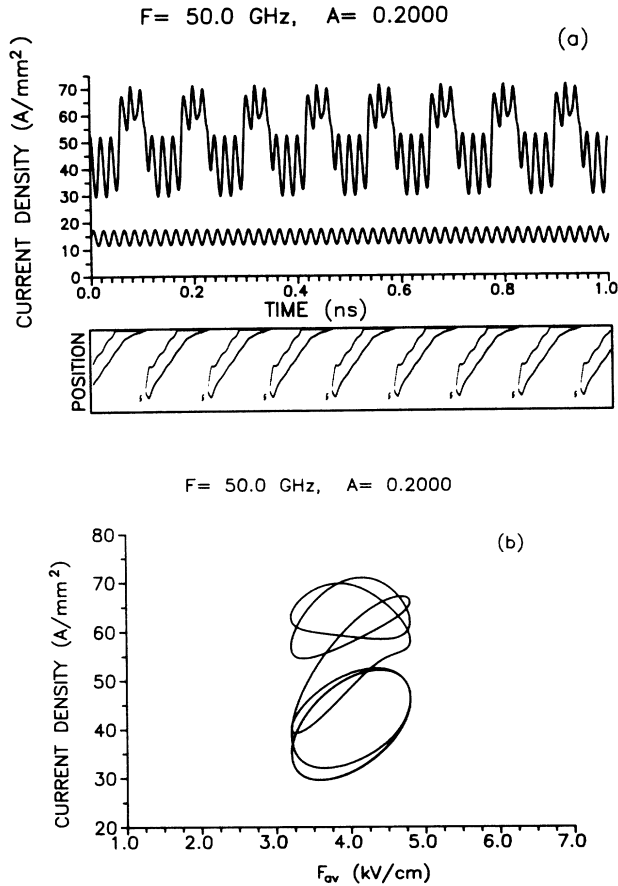 F= 50.0 GHz, A= 0.2000
(a)
CURRENT DENSITY (A/mm²)
70
60
50
40
30
20
10
0
0.0 0.2 0.4 0.6 0.8 1.0
TIME (ns)
POSITION
F= 50.0 GHz, A= 0.2000
(b)
CURRENT DENSITY (A/mm²)
80
70
60
50
40
30
20
1.0 2.0 3.0 4.0 5.0 6.0 7.0
Fav (kV/cm)